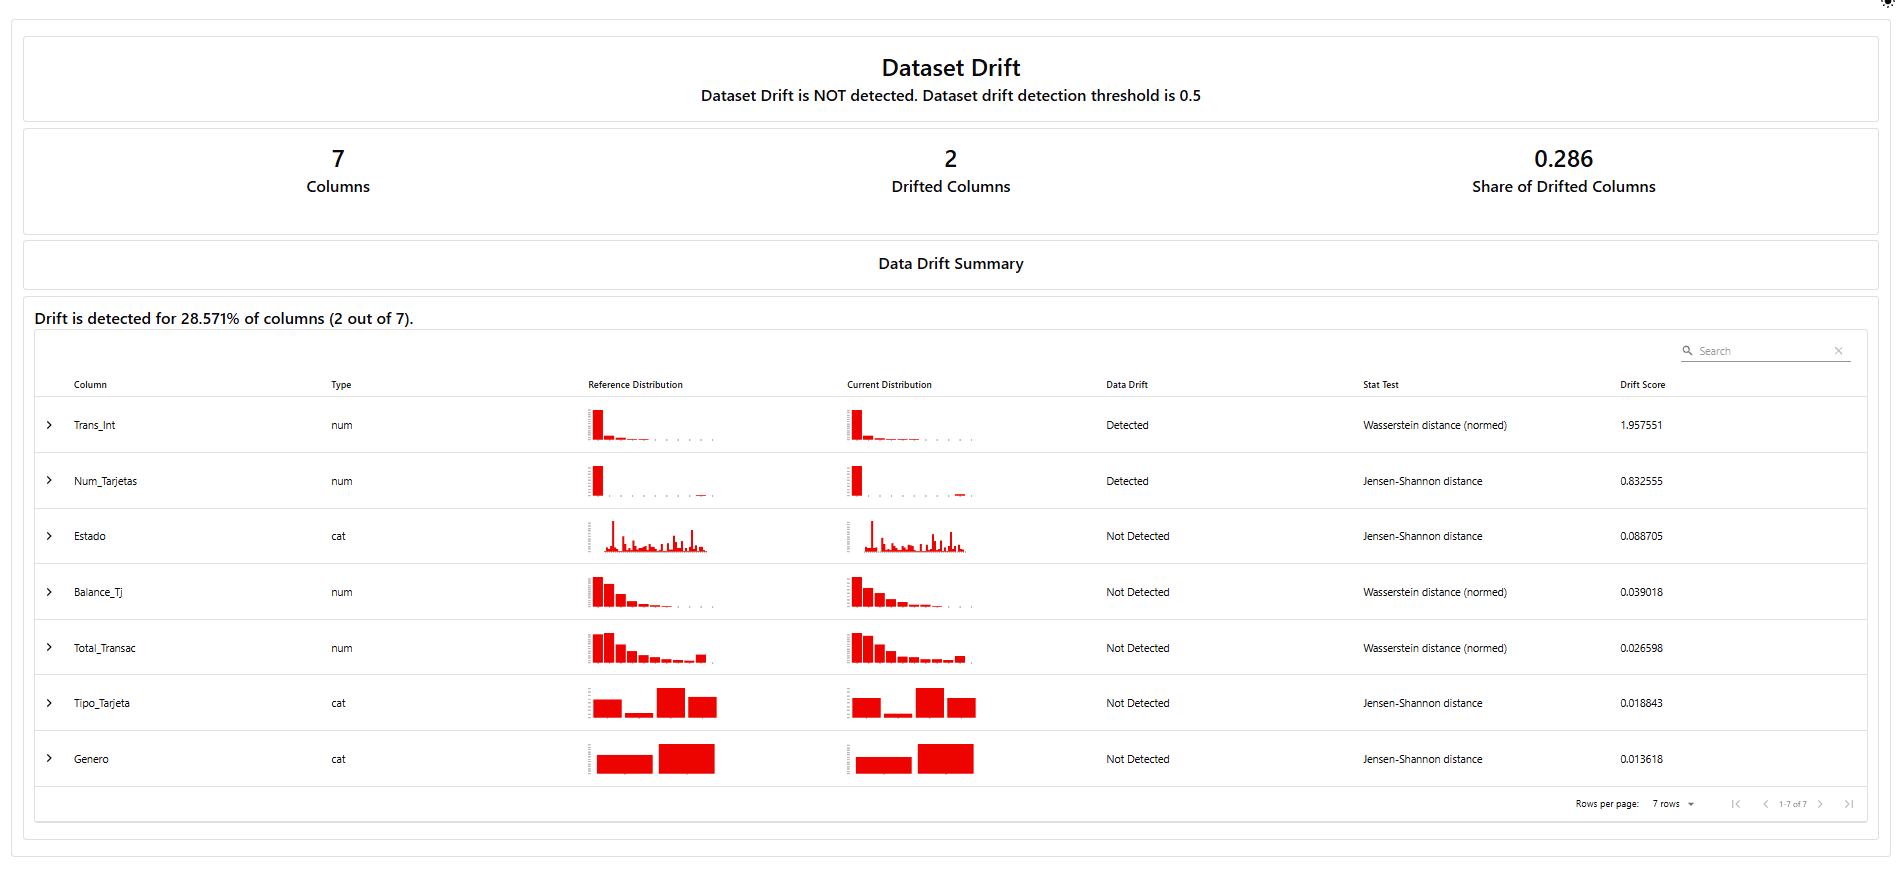 Dataset Drift
Dataset Drift is NOT detected. Dataset drift detection threshold is 0.5
7 2 0.286
Columns Drifted Columns Share of Drifted Columns
Data Drift Summary
Drift is detected for 28.571% of columns (2 out of 7).
Search
Column Type Reference Distribution Current Distribution Data Drift Stat Test Drift Score
Trans_Int num Detected Wasserstein distance (normed) 1.957551
Num_Tarjetas num Detected Jensen-Shannon distance 0.832555
Estado cat Not Detected Jensen-Shannon distance 0.088705
Balance_Tj num Not Detected Wasserstein distance (normed) 0.039018
Total_Transac num Not Detected Wasserstein distance (normed) 0.026598
Tipo_Tarjeta cat Not Detected Jensen-Shannon distance 0.018843
Genero cat Not Detected Jensen-Shannon distance 0.013618
Rows per page: 7 rows 1-7 of 7